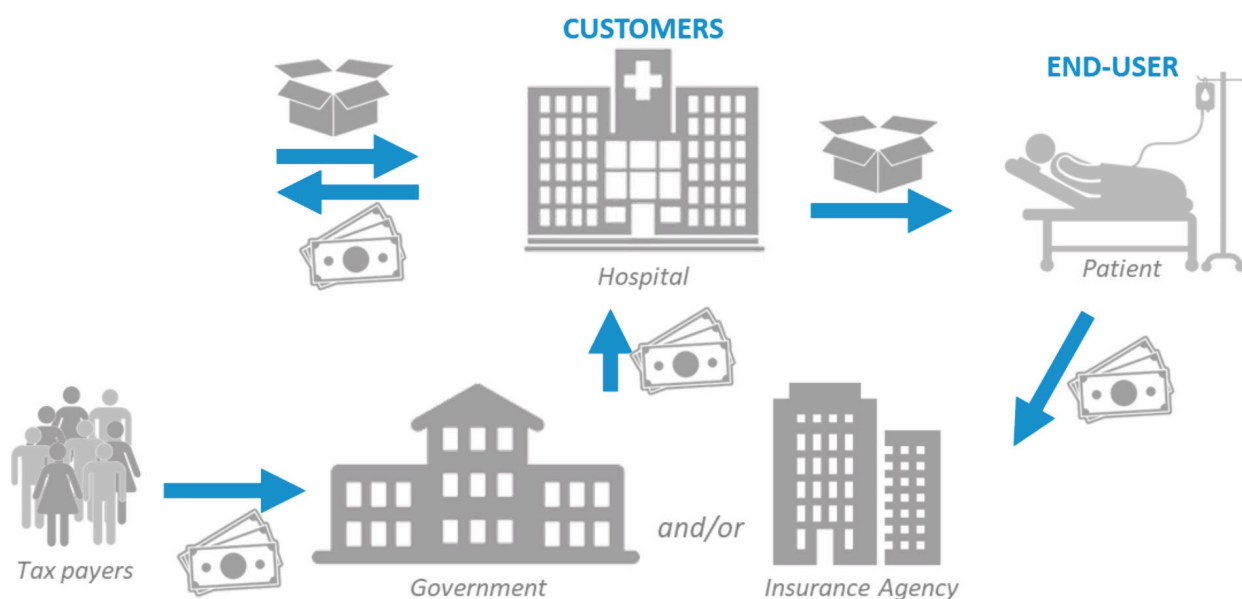 CUSTOMERS
END-USER
Hospital
Patient
and/or
Tax payers
Government
Insurance Agency